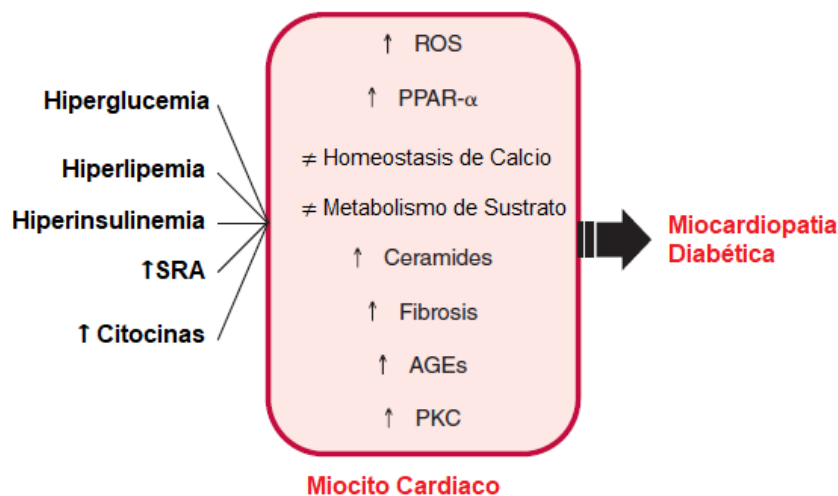 Hiperglucemia
Hiperlipemia
Hiperinsulinemia
↑SRA
↑ Citocinas
↑ ROS
↑ PPAR-α
≠ Homeostasis de Calcio
≠ Metabolismo de Sustrato
↑ Ceramides
↑ Fibrosis
↑ AGEs
↑ PKC
Miocardiopatia
Diabética
Miocito Cardiaco